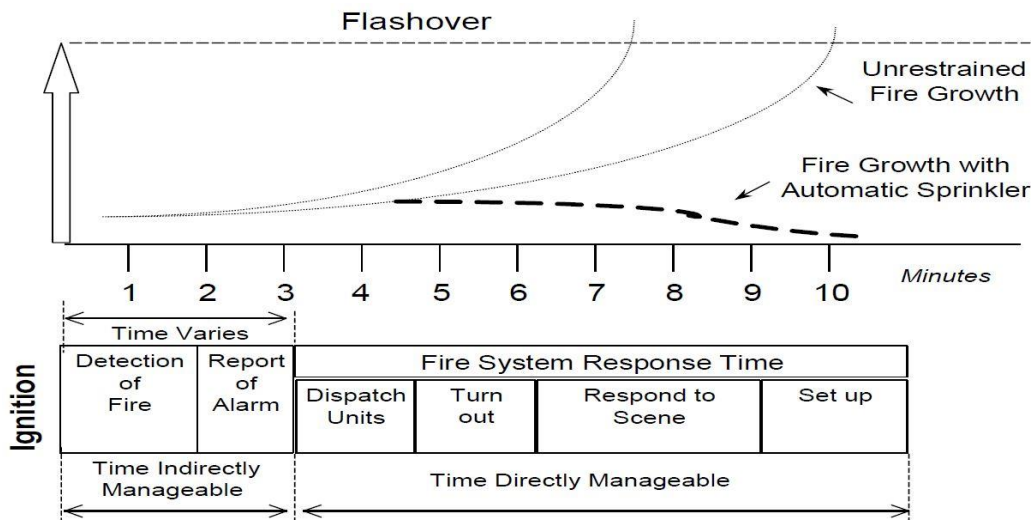 Flashover
Unrestrained
Fire Growth
Fire Growth with
Automatic Sprinkler
1 2 3 4 5 6 7 8 9 10 Minutes
Time Varies
Ignition
Detection
of
Fire
Report
of
Alarm
Fire System Response Time
Dispatch
Units
Turn
out
Respond to
Scene
Set up
Time Indirectly
Manageable
Time Directly Manageable